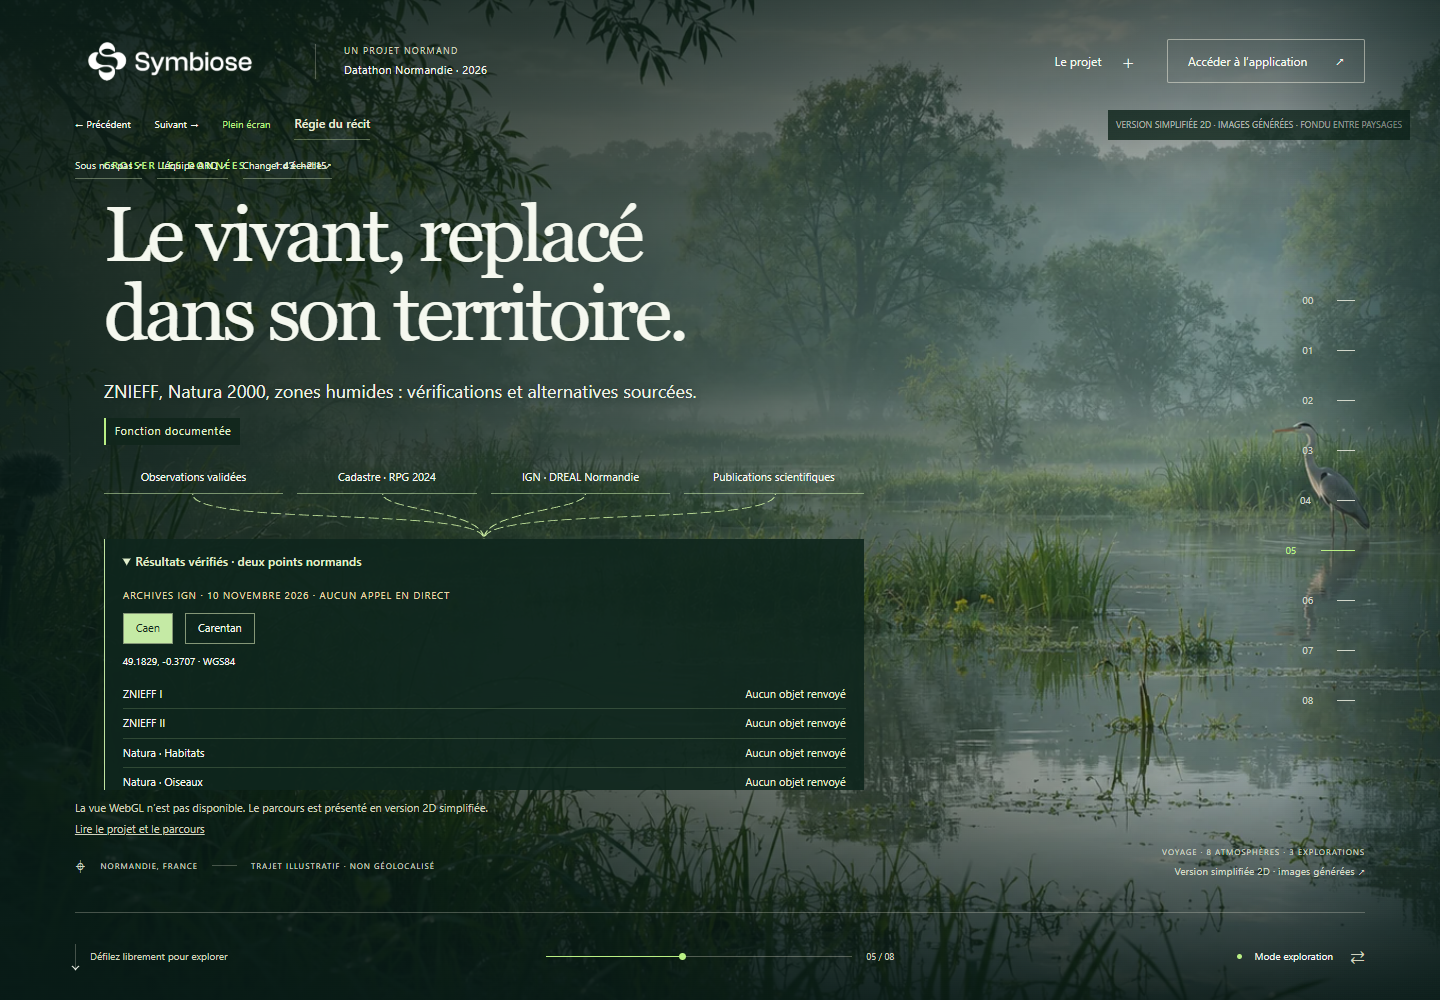 Symbiose
UN PROJET NORMAND
Datathon Normandie · 2026
Le projet +
Accéder à l'application ↗
← Précédent Suivant → Plein écran Régie du récit
VERSION SIMPLIFIÉE 2D · IMAGES GÉNÉRÉES · FONDU ENTRE PAYSAGES
Le vivant, replacé
dans son territoire.
ZNIEFF, Natura 2000, zones humides : vérifications et alternatives sourcées.
Fonction documentée
Observations validées
Cadastre · RPG 2024
IGN · DREAL Normandie
Publications scientifiques
▼ Résultats vérifiés · deux points normands
ARCHIVES IGN · 10 NOVEMBRE 2026 · AUCUN APPEL EN DIRECT
Caen Carentan
49.1829, -0.3707 · WGS84
ZNIEFF I Aucun objet renvoyé
ZNIEFF II Aucun objet renvoyé
Natura · Habitats Aucun objet renvoyé
Natura · Oiseaux Aucun objet renvoyé
00
01
02
03
04
05
06
07
08
La vue WebGL n'est pas disponible. Le parcours est présenté en version 2D simplifiée.
Lire le projet et le parcours
NORMANDIE, FRANCE
TRAJET ILLUSTRATIF · NON GÉOLOCALISÉ
VOYAGE · 8 ATMOSPHÈRES · 3 EXPLORATIONS
Version simplifiée 2D · images générées ↗
Défilez librement pour explorer
05 / 08
Mode exploration